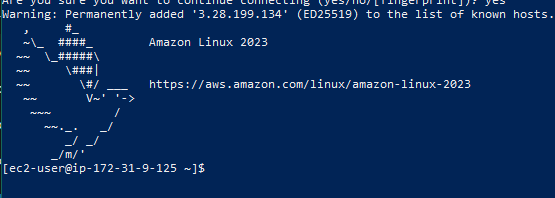 Are you sure you want to continue connecting (yes/no/[fingerprint])? yes
Warning: Permanently added '3.28.199.134' (ED25519) to the list of known hosts.
   ,     #_
   ~\_  ####_        Amazon Linux 2023
  ~~  \_#####\
  ~~     \###|
  ~~       \#/ ___   https://aws.amazon.com/linux/amazon-linux-2023
   ~~       V~' '->
    ~~~         /
      ~~._.   _/
         _/ _/
       _/m/'
[ec2-user@ip-172-31-9-125 ~]$